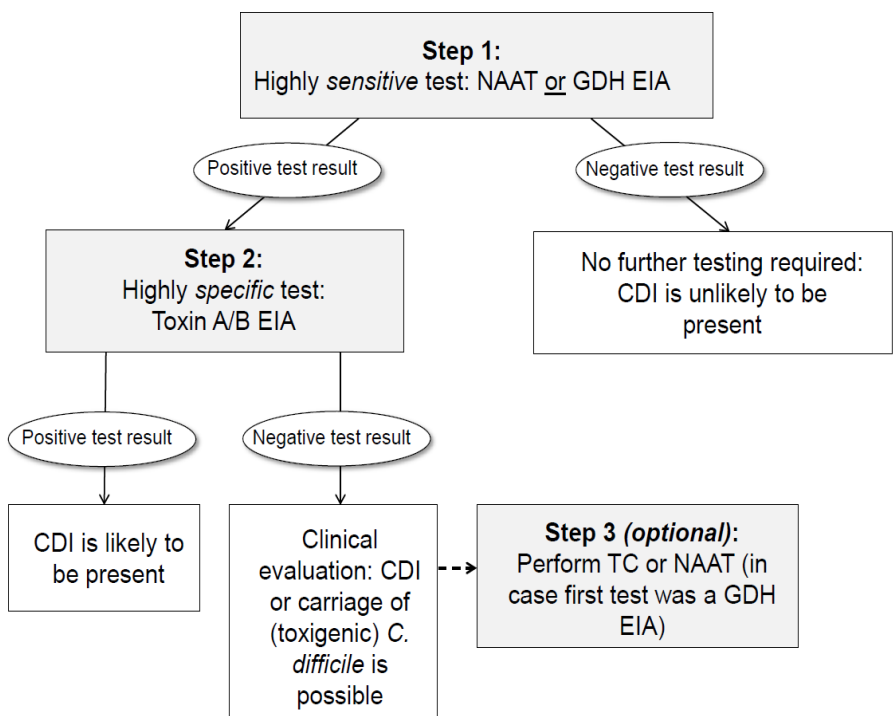 Step 1:
Highly sensitive test: NAAT or GDH EIA
Positive test result
Negative test result
Step 2:
Highly specific test:
Toxin A/B EIA
No further testing required:
CDI is unlikely to be
present
Positive test result
Negative test result
CDI is likely to
be present
Clinical
evaluation: CDI
or carriage of
(toxigenic) C.
difficile is
possible
Step 3 (optional):
Perform TC or NAAT (in
case first test was a GDH
EIA)